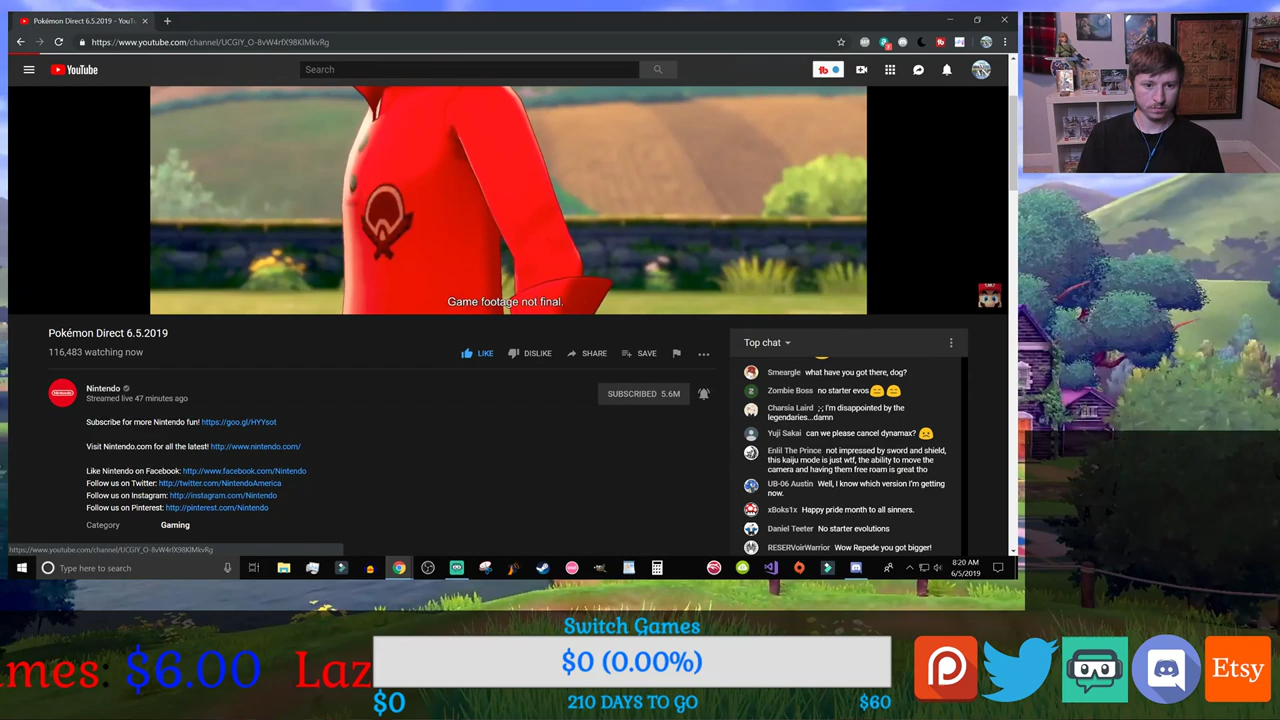 Pokémon Direct 6.5.2019 - YouTu
https://www.youtube.com/channel/UCGIY_O-8vW4rfX98KlMkvRg
YouTube
Search
Game footage not final.
Pokémon Direct 6.5.2019
116,483 watching now
LIKE
DISLIKE
SHARE
SAVE
Nintendo
Streamed live 47 minutes ago
SUBSCRIBED 5.6M
Subscribe for more Nintendo fun! https://goo.gl/HYYsot
Visit Nintendo.com for all the latest! http://www.nintendo.com/
Like Nintendo on Facebook: http://www.facebook.com/Nintendo
Follow us on Twitter: http://twitter.com/NintendoAmerica
Follow us on Instagram: http://instagram.com/Nintendo
Follow us on Pinterest: http://pinterest.com/Nintendo
Category Gaming
Top chat
Smeargle what have you got there, dog?
Zombie Boss no starter evos
Charsia Laird ;-; I'm disappointed by the
legendaries...damn
Yuji Sakai can we please cancel dynamax?
Enlil The Prince not impressed by sword and shield,
this kaiju mode is just wtf, the ability to move the
camera and having them free roam is great tho
UB-06 Austin Well, I know which version I'm getting
now.
xBoks1x Happy pride month to all sinners.
Daniel Teeter No starter evolutions
RESERVoirWarrior Wow Repede you got bigger!
https://www.youtube.com/channel/UCGIY_O-8vW4rfX98KlMkvRg
Type here to search
8:20 AM
6/5/2019
Switch Games
ames: $6.00 Laz
$0 (0.00%)
$0
210 DAYS TO GO
$60
Etsy